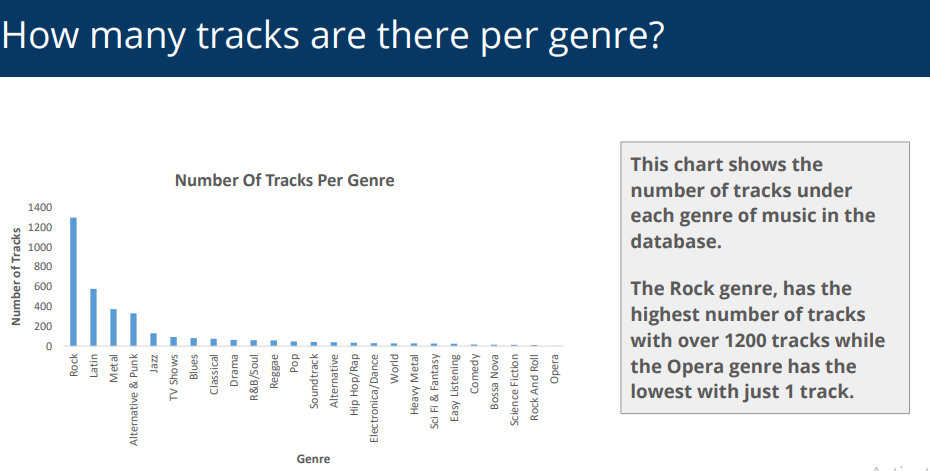 How many tracks are there per genre?
Number Of Tracks Per Genre
Number of Tracks
1400
1200
1000
800
600
400
200
0
Rock
Latin
Metal
Alternative & Punk
Jazz
TV Shows
Blues
Classical
Drama
R&B/Soul
Reggae
Pop
Soundtrack
Alternative
Hip Hop/Rap
Electronica/Dance
World
Heavy Metal
Sci Fi & Fantasy
Easy Listening
Comedy
Bossa Nova
Science Fiction
Rock And Roll
Opera
Genre
This chart shows the
number of tracks under
each genre of music in the
database.
The Rock genre, has the
highest number of tracks
with over 1200 tracks while
the Opera genre has the
lowest with just 1 track.